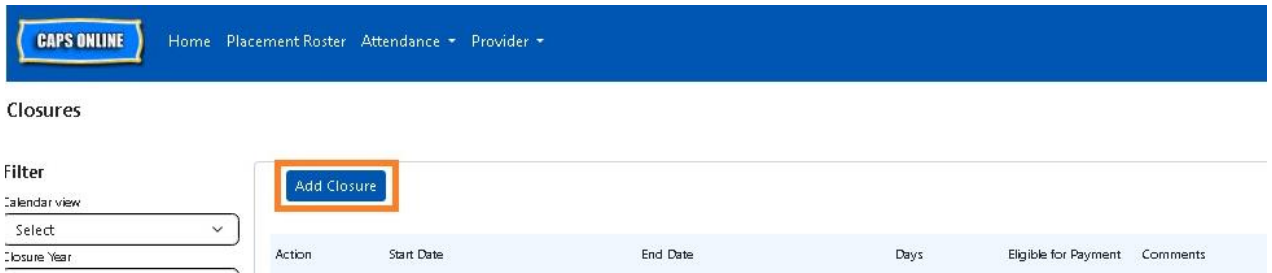 CAPS ONLINE Home Placement Roster Attendance Provider
Closures
Filter
Add Closure
Calendar view
Select
Closure Year
Action Start Date End Date Days Eligible for Payment Comments